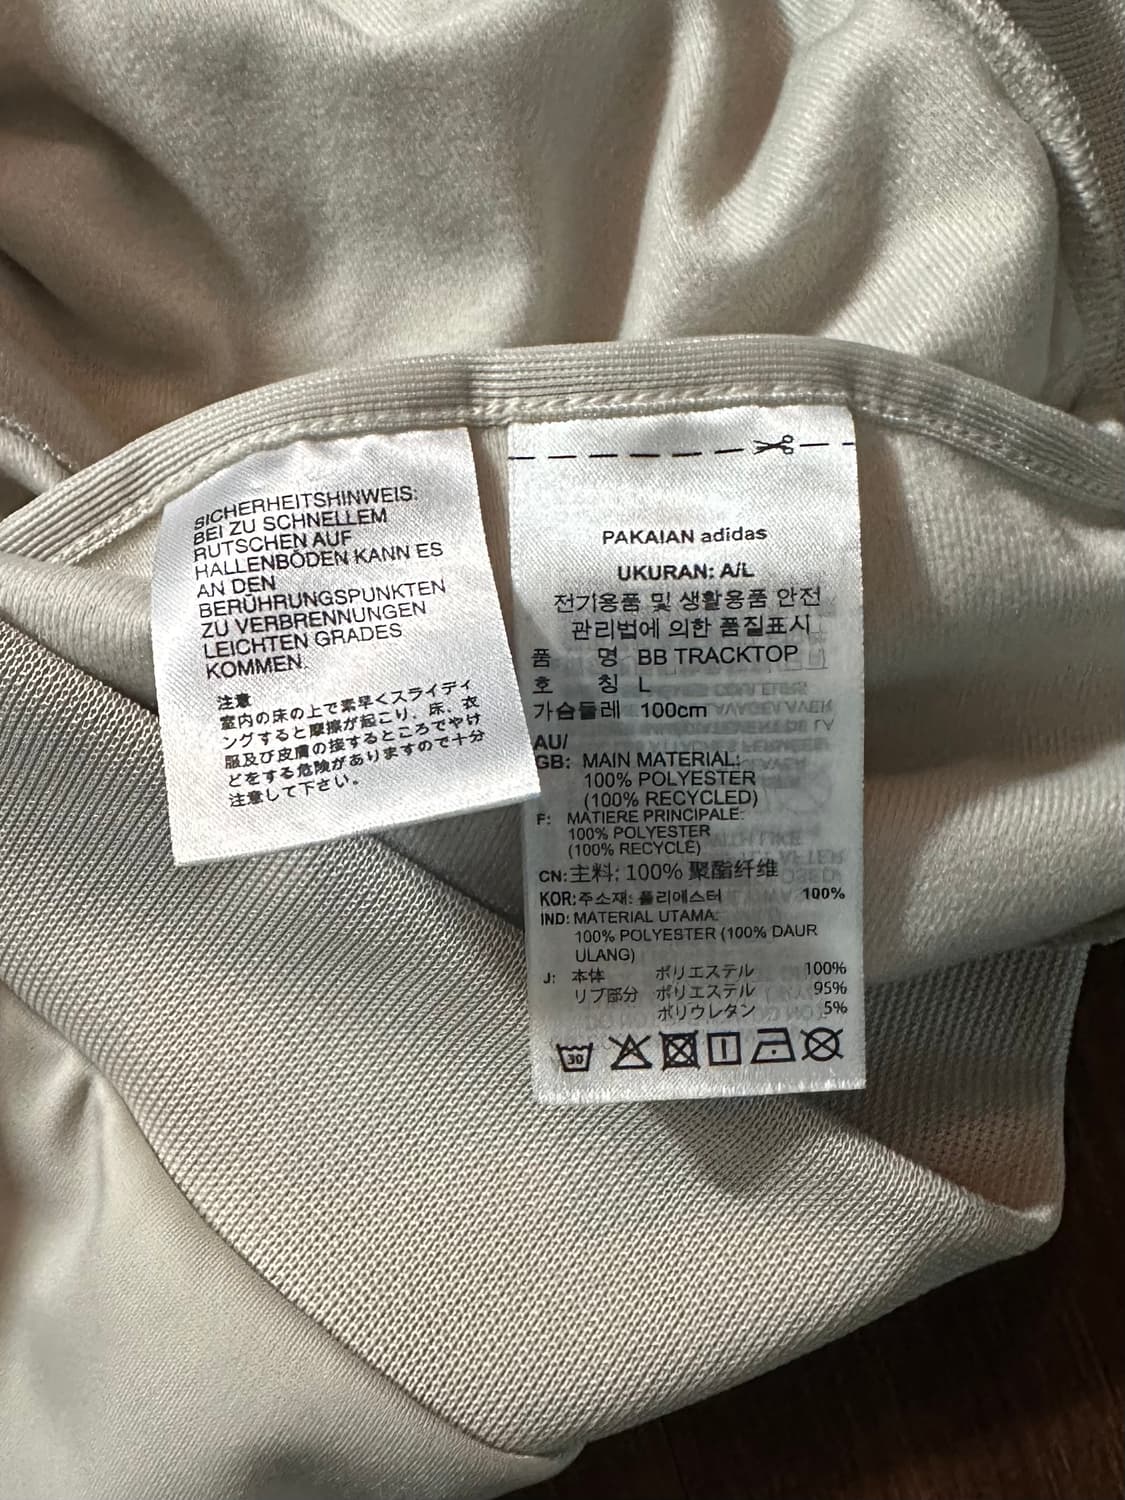 SICHERHEITSHINWEIS:
BEI ZU SCHNELLEM
RUTSCHEN AUF
HALLENBÖDEN KANN ES
AN DEN
BERÜHRUNGSPUNKTEN
ZU VERBRENNUNGEN
LEICHTEN GRADES
KOMMEN.
注意
室内の床の上で素早くスライディ
ングすると摩擦が起こり、床、衣
服及び皮膚の接するところでやけ
どをする危険がありますので十分
注意して下さい。
PAKAIAN adidas
UKURAN: A/L
전기용품 및 생활용품 안전
관리법에 의한 품질표시
품 명 BB TRACKTOP
호 칭 L
가슴둘레 100cm
AU/
GB: MAIN MATERIAL:
100% POLYESTER
(100% RECYCLED)
F: MATIERE PRINCIPALE:
100% POLYESTER
(100% RECYCLÉ)
CN: 主料; 100% 聚酯纤维
KOR: 주소재: 폴리에스터 100%
IND: MATERIAL UTAMA:
100% POLYESTER (100% DAUR
ULANG)
J: 本体 ポリエステル 100%
リブ部分 ポリエステル 95%
ポリウレタン 5%
30